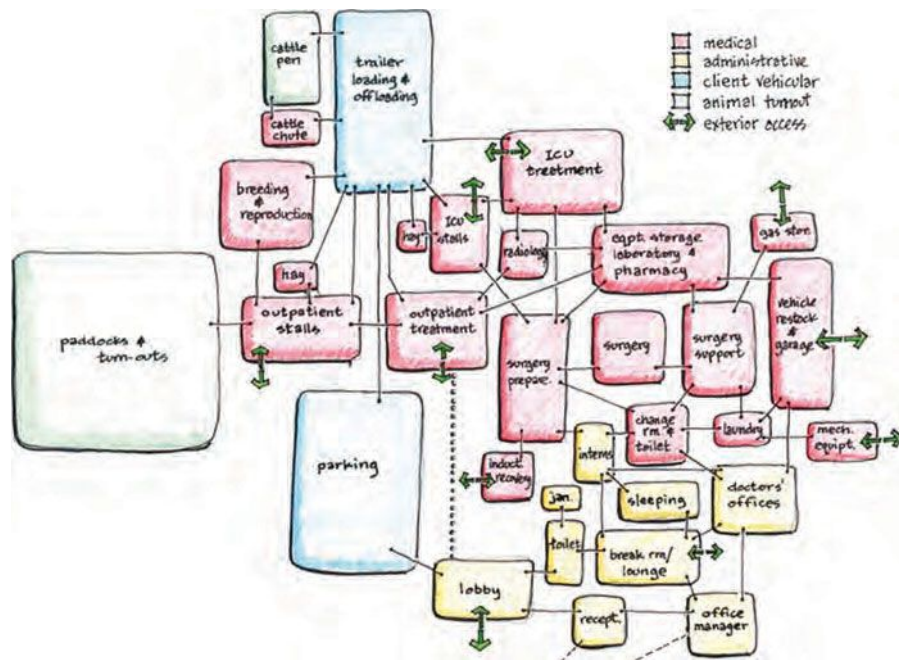 cattle
pen
trailer
loading &
offloading
medical
administrative
client vehicular
animal turnout
exterior access
cattle
chute
ICU
treatment
breeding
&
reproduction
hay
ICU
stalls
radiology
eqpt. storage
laboratory &
pharmacy
gas stor.
hay
outpatient
stalls
outpatient
treatment
vehicle
restock &
garage
paddocks &
turn-outs
surgery
prepare.
surgery
surgery
support
change
rm &
toilet
laundry
mech.
equipt.
parking
interns
induct
recovery
doctors'
offices
sleeping
jan.
toilet
break rm/
lounge
lobby
recept.
office
manager